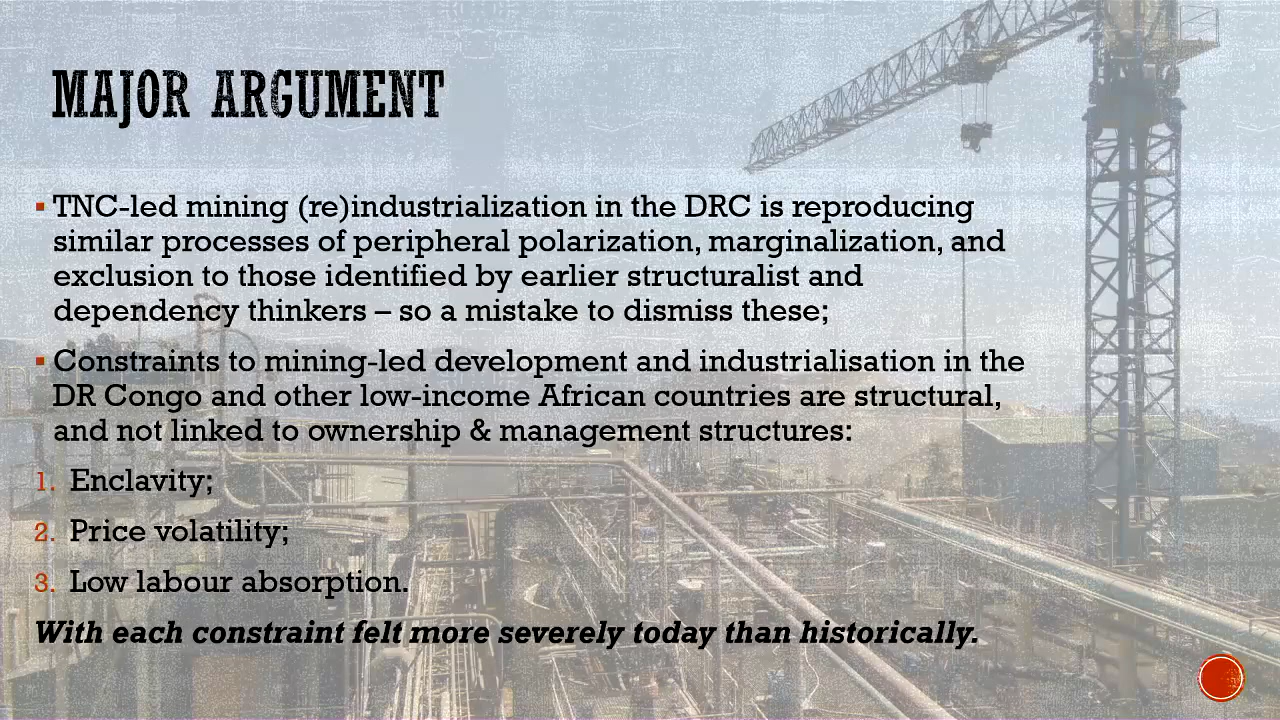 MAJOR ARGUMENT
▪ TNC-led mining (re)industrialization in the DRC is reproducing
similar processes of peripheral polarization, marginalization, and
exclusion to those identified by earlier structuralist and
dependency thinkers – so a mistake to dismiss these;
▪ Constraints to mining-led development and industrialisation in the
DR Congo and other low-income African countries are structural,
and not linked to ownership & management structures:
1. Enclavity;
2. Price volatility;
3. Low labour absorption.
With each constraint felt more severely today than historically.